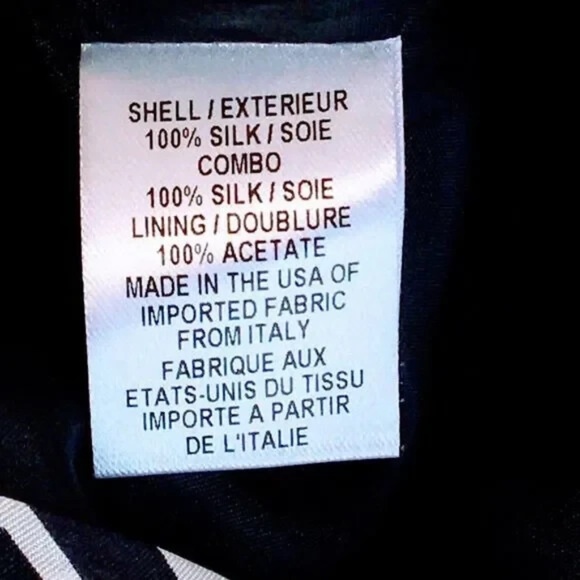 SHELL / EXTERIEUR
100% SILK / SOIE
COMBO
100% SILK / SOIE
LINING / DOUBLURE
100% ACETATE
MADE IN THE USA OF
IMPORTED FABRIC
FROM ITALY
FABRIQUE AUX
ETATS-UNIS DU TISSU
IMPORTE A PARTIR
DE L'ITALIE